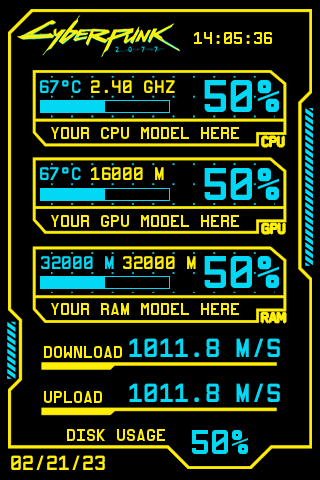 Cyberpunk
2077
14:05:36
67°C 2.40 GHZ
50%
YOUR CPU MODEL HERE
CPU
67°C 16000 M
50%
YOUR GPU MODEL HERE
GPU
32000 M 32000 M
50%
YOUR RAM MODEL HERE
RAM
DOWNLOAD 1011.8 M/S
UPLOAD 1011.8 M/S
DISK USAGE 50%
02/21/23